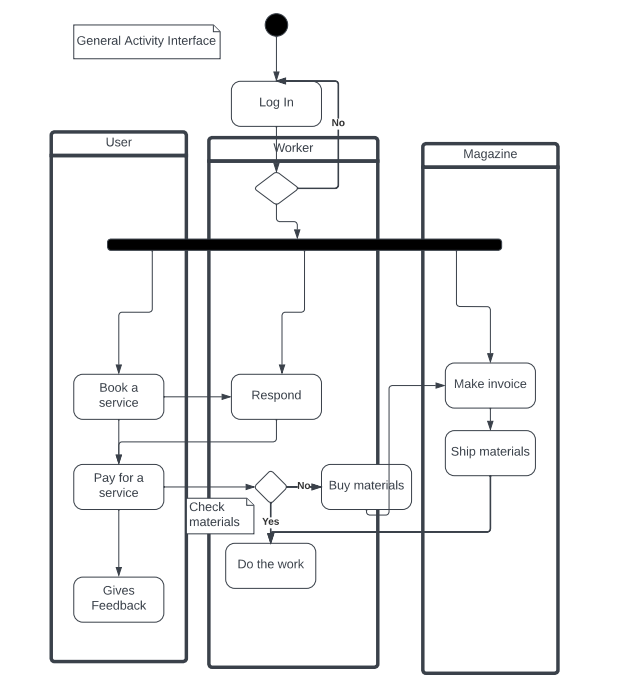 General Activity Interface
Log In
No
User
Worker
Magazine
Book a
service
Respond
Make invoice
Ship materials
Pay for a
service
No
Buy materials
Check
materials
Yes
Do the work
Gives
Feedback